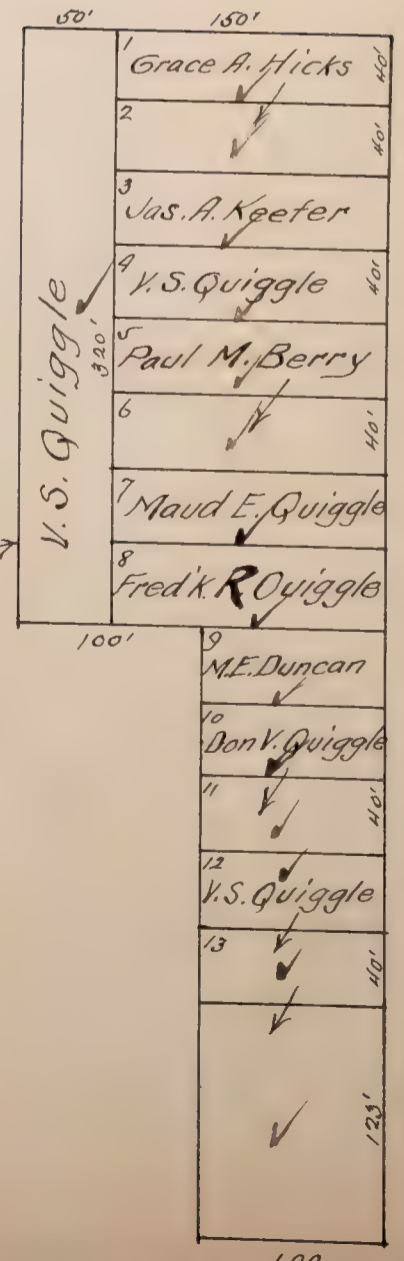 50' 150'
1
Grace A. Hicks
40'
2
40'
3
Jas. A. Keefer
4
V.S. Quiggle
40'
V.S. Quiggle
320'
5
Paul M. Berry
6
40'
7
Maud E. Quiggle
8
Fred'k. R Quiggle
100'
9
M.E. Duncan
10
Don V. Quiggle
11
40'
12
V.S. Quiggle
13
40'
123'